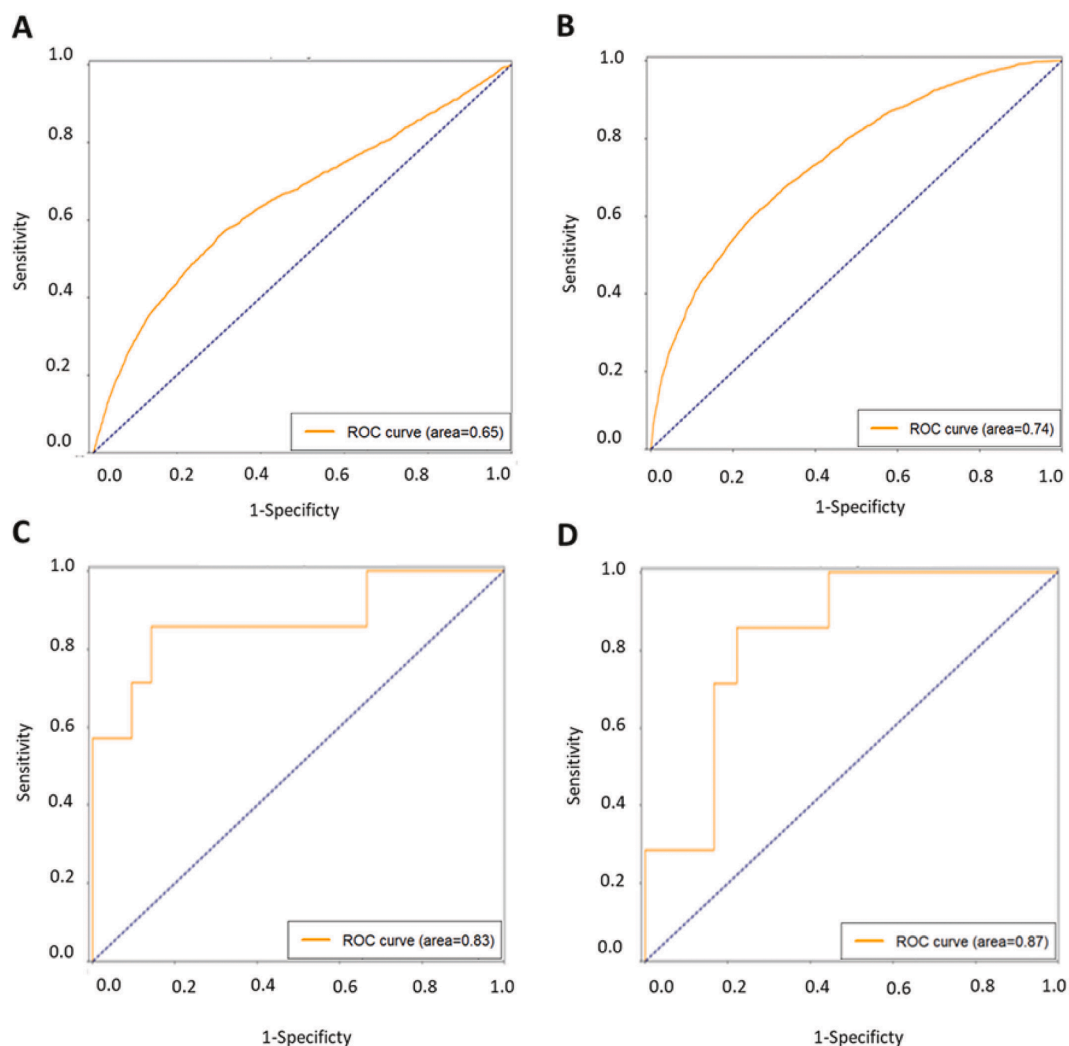 A
1.0
0.8
0.6
0.4
0.2
0.0
Sensitivity
ROC curve (area=0.65)
0.0 0.2 0.4 0.6 0.8 1.0
1-Specificty
B
1.0
0.8
0.6
0.4
0.2
0.0
Sensitivity
ROC curve (area=0.74)
0.0 0.2 0.4 0.6 0.8 1.0
1-Specificty
C
1.0
0.8
0.6
0.4
0.2
0.0
Sensitivity
ROC curve (area=0.83)
0.0 0.2 0.4 0.6 0.8 1.0
1-Specificty
D
1.0
0.8
0.6
0.4
0.2
0.0
Sensitivity
ROC curve (area=0.87)
0.0 0.2 0.4 0.6 0.8 1.0
1-Specificty